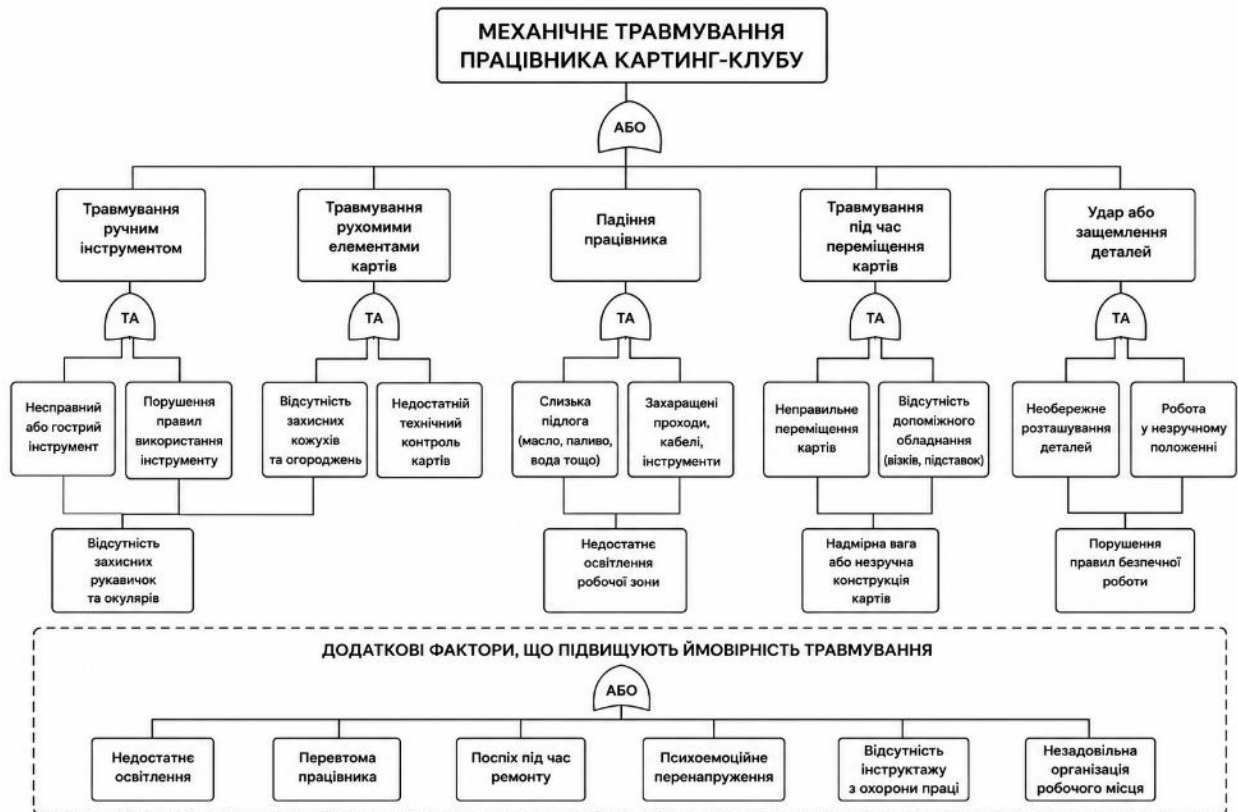 МЕХАНІЧНЕ ТРАВМУВАННЯ
ПРАЦІВНИКА КАРТИНГ-КЛУБУ
АБО
Травмування
ручним
інструментом
Травмування
рухомими
елементами
картів
Падіння
працівника
Травмування
під час
переміщення
картів
Удар або
защемлення
деталей
ТА
ТА
ТА
ТА
ТА
Несправний
або гострий
інструмент
Порушення
правил
використання
інструменту
Відсутність
захисних
кожухів
та огороджень
Недостатній
технічний
контроль
картів
Слизька
підлога
(масло, паливо,
вода тощо)
Захаращені
проходи,
кабелі,
інструменти
Неправильне
переміщення
картів
Відсутність
допоміжного
обладнання
(візків, підставок)
Необережне
розташування
деталей
Робота
у незручному
положенні
Відсутність
захисних
рукавичок
та окулярів
Недостатнє
освітлення
робочої зони
Надмірна вага
або незручна
конструкція
картів
Порушення
правил безпечної
роботи
ДОДАТКОВІ ФАКТОРИ, ЩО ПІДВИЩУЮТЬ ЙМОВІРНІСТЬ ТРАВМУВАННЯ
АБО
Недостатнє
освітлення
Перевтома
працівника
Поспіх під час
ремонту
Психоемоційне
перенапруження
Відсутність
інструктажу
з охорони праці
Незадовільна
організація
робочого місця